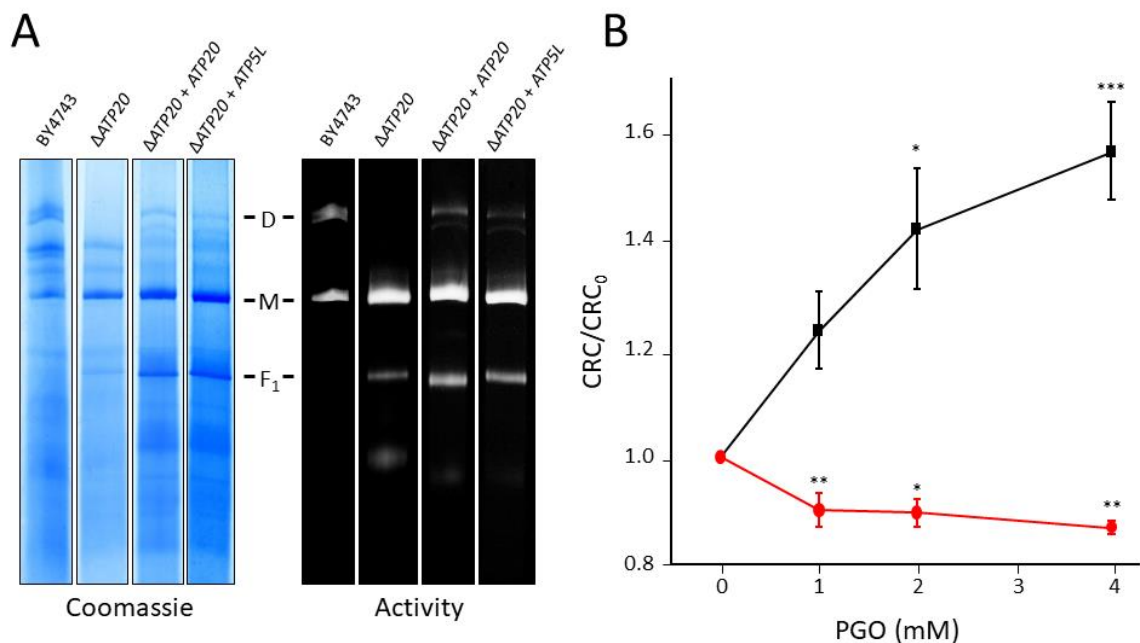 A
B
BY4743
ΔATP20
ΔATP20 + ATP20
ΔATP20 + ATP5L
BY4743
ΔATP20
ΔATP20 + ATP20
ΔATP20 + ATP5L
D
M
F₁
Coomassie
Activity
CRC/CRC₀
1.6
1.4
1.2
1.0
0.8
*
***
**
*
**
0 1 2 3 4
PGO (mM)